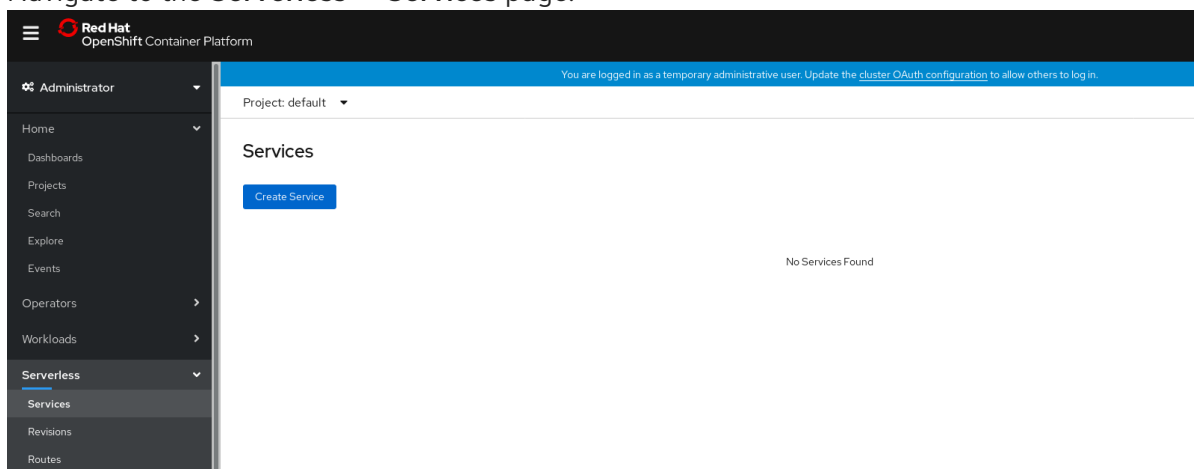 Navigate to the Serverless → Services page.
Red Hat
OpenShift Container Platform
You are logged in as a temporary administrative user. Update the cluster OAuth configuration to allow others to log in.
Administrator
Project: default
Home
Services
Dashboards
Projects
Create Service
Search
Explore
No Services Found
Events
Operators
Workloads
Serverless
Services
Revisions
Routes